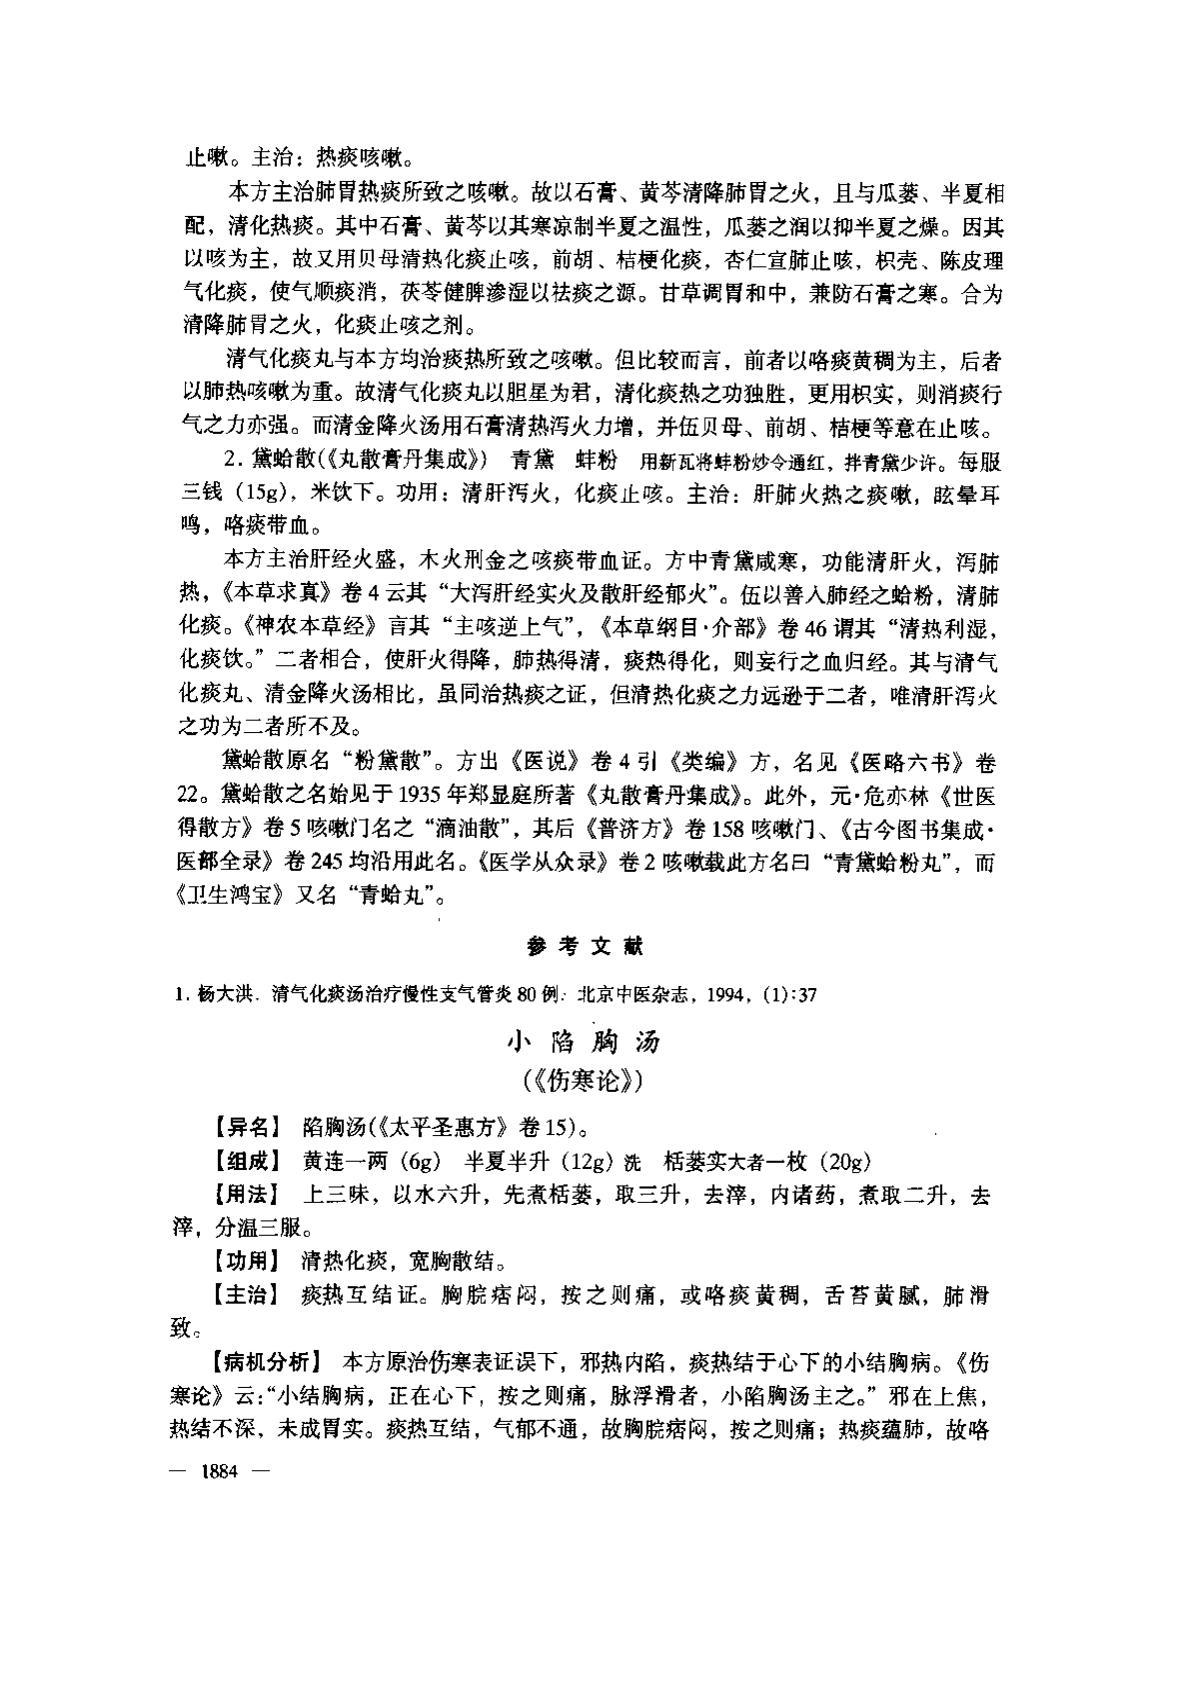 止嗽。主治：热痰咳嗽。
本方主治肺胃热痰所致之咳嗽。故以石膏、黄芩清降肺胃之火，且与瓜蒌、半夏相
配，清化热痰。其中石膏、黄芩以其寒凉制半夏之温性，瓜蒌之润以抑半夏之燥。因其
以咳为主，故又用贝母清热化痰止咳，前胡、桔梗化痰，杏仁宣肺止咳，枳壳、陈皮理
气化痰，使气顺痰消，茯苓健脾渗湿以祛痰之源。甘草调胃和中，兼防石膏之寒。合为
清降肺胃之火，化痰止咳之剂。
清气化痰丸与本方均治痰热所致之咳嗽。但比较而言，前者以咯痰黄稠为主，后者
以肺热咳嗽为重。故清气化痰丸以胆星为君，清化痰热之功独胜，更用枳实，则消痰行
气之力亦强。而清金降火汤用石膏清热泻火力增，并伍贝母、前胡、桔梗等意在止咳。
2. 黛蛤散(《丸散膏丹集成》) 青黛 蚌粉 用新瓦将蚌粉炒令通红，拌青黛少许。每服
三钱（15g），米饮下。功用：清肝泻火，化痰止咳。主治：肝肺火热之痰嗽，眩晕耳
鸣，咯痰带血。
本方主治肝经火盛，木火刑金之咳痰带血证。方中青黛咸寒，功能清肝火，泻肺
热，《本草求真》卷 4 云其“大泻肝经实火及散肝经郁火”。伍以善入肺经之蛤粉，清肺
化痰。《神农本草经》言其“主咳逆上气”，《本草纲目·介部》卷 46 谓其“清热利湿，
化痰饮。”二者相合，使肝火得降，肺热得清，痰热得化，则妄行之血归经。其与清气
化痰丸、清金降火汤相比，虽同治热痰之证，但清热化痰之力远逊于二者，唯清肝泻火
之功为二者所不及。
黛蛤散原名“粉黛散”。方出《医说》卷 4 引《类编》方，名见《医略六书》卷
22。黛蛤散之名始见于 1935 年郑显庭所著《丸散膏丹集成》。此外，元·危亦林《世医
得散方》卷 5 咳嗽门名之“滴油散”，其后《普济方》卷 158 咳嗽门、《古今图书集成·
医部全录》卷 245 均沿用此名。《医学从众录》卷 2 咳嗽载此方名曰“青黛蛤粉丸”，而
《卫生鸿宝》又名“青蛤丸”。
参考文献
1. 杨大洪. 清气化痰汤治疗慢性支气管炎 80 例. 北京中医杂志，1994，(1):37
小陷胸汤
(《伤寒论》)
【异名】 陷胸汤(《太平圣惠方》卷 15)。
【组成】 黄连一两（6g） 半夏半升（12g）洗 栝蒌实大者一枚（20g）
【用法】 上三味，以水六升，先煮栝蒌，取三升，去滓，内诸药，煮取二升，去
滓，分温三服。
【功用】 清热化痰，宽胸散结。
【主治】 痰热互结证。胸脘痞闷，按之则痛，或咯痰黄稠，舌苔黄腻，肺滑
致。
【病机分析】 本方原治伤寒表证误下，邪热内陷，痰热结于心下的小结胸病。《伤
寒论》云：“小结胸病，正在心下，按之则痛，脉浮滑者，小陷胸汤主之。”邪在上焦，
热结不深，未成胃实。痰热互结，气郁不通，故胸脘痞闷，按之则痛；热痰蕴肺，故咯
— 1884 —